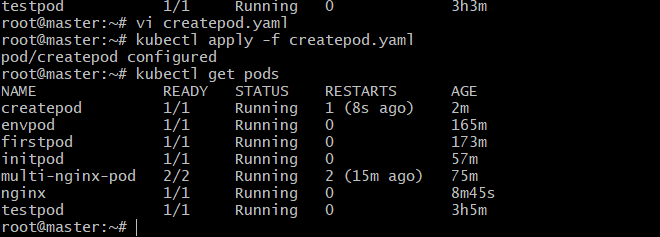 testpod 1/1 Running 0 3h3m
root@master:~# vi createpod.yaml
root@master:~# kubectl apply -f createpod.yaml
pod/createpod configured
root@master:~# kubectl get pods
NAME READY STATUS RESTARTS AGE
createpod 1/1 Running 1 (8s ago) 2m
envpod 1/1 Running 0 165m
firstpod 1/1 Running 0 173m
initpod 1/1 Running 0 57m
multi-nginx-pod 2/2 Running 2 (15m ago) 75m
nginx 1/1 Running 0 8m45s
testpod 1/1 Running 0 3h5m
root@master:~#